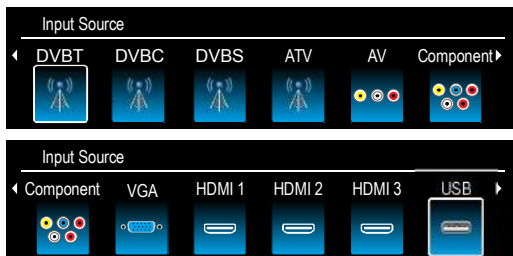 Input Source
DVBT DVBC DVBS ATV AV Component
Input Source
Component VGA HDMI 1 HDMI 2 HDMI 3 USB